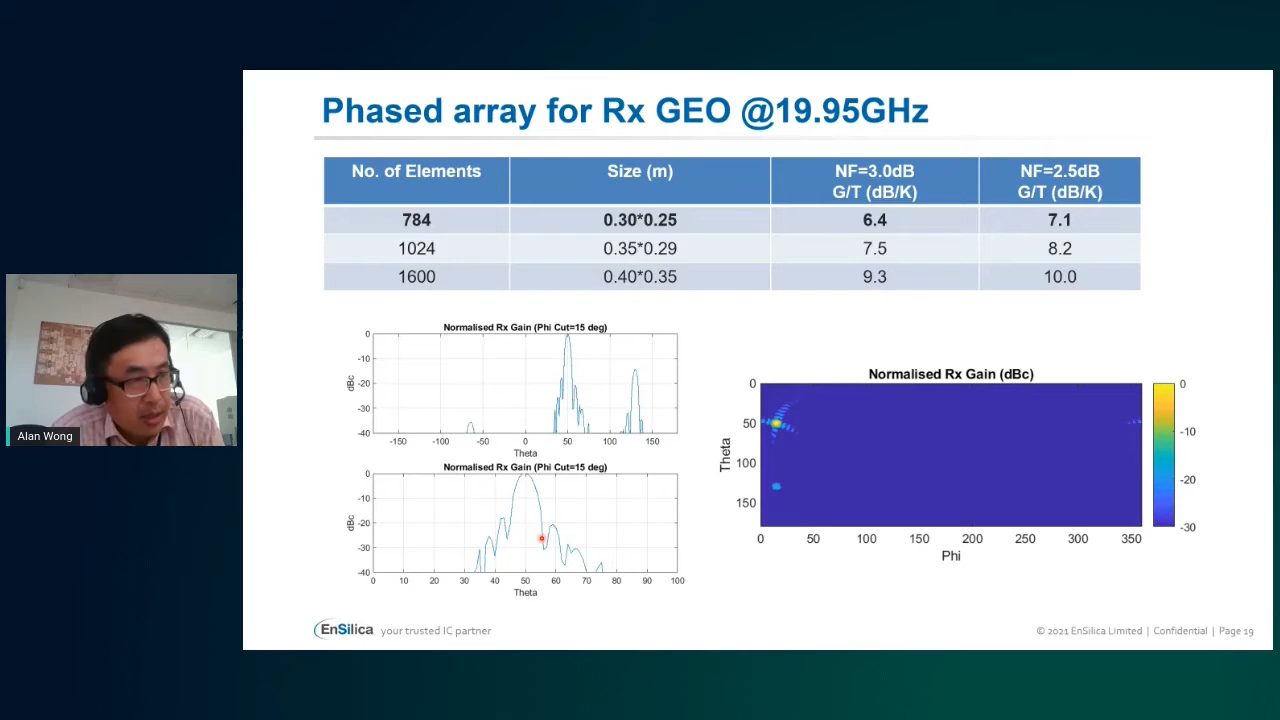 Phased array for Rx GEO @19.95GHz
No. of Elements Size (m) NF=3.0dB G/T (dB/K) NF=2.5dB G/T (dB/K)
784 0.30*0.25 6.4 7.1
1024 0.35*0.29 7.5 8.2
1600 0.40*0.35 9.3 10.0
Normalised Rx Gain (Phi Cut=15 deg)
0
-10
-20
-30
-40
dBc
-150 -100 -50 0 50 100 150
Theta
Normalised Rx Gain (Phi Cut=15 deg)
0
-10
-20
-30
-40
dBc
0 10 20 30 40 50 60 70 80 90 100
Theta
Normalised Rx Gain (dBc)
0
50
100
150
Theta
0 50 100 150 200 250 300 350
Phi
0
-10
-20
-30
Alan Wong
EnSilica your trusted IC partner
© 2021 EnSilica Limited | Confidential | Page 19